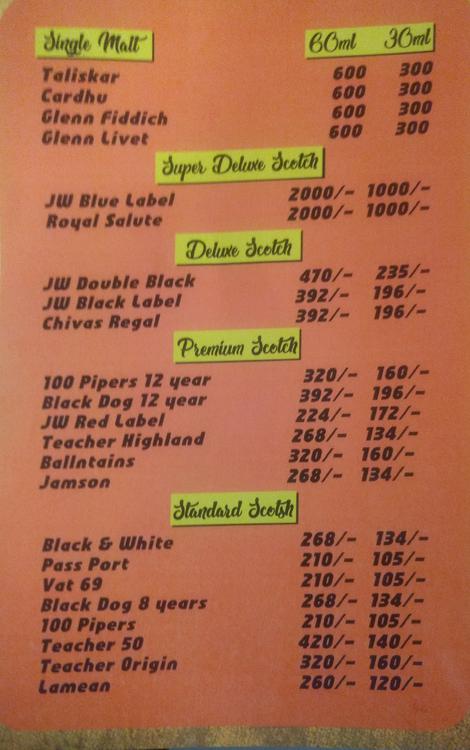 Single Malt 60ml 30ml
Taliskar 600 300
Cardhu 600 300
Glenn Fiddich 600 300
Glenn Livet 600 300
Super Deluxe Scotch
JW Blue Label 2000/- 1000/-
Royal Salute 2000/- 1000/-
Deluxe Scotch
JW Double Black 470/- 235/-
JW Black Label 392/- 196/-
Chivas Regal 392/- 196/-
Premium Scotch
100 Pipers 12 year 320/- 160/-
Black Dog 12 year 392/- 196/-
JW Red Label 224/- 172/-
Teacher Highland 268/- 134/-
Ballntains 320/- 160/-
Jamson 268/- 134/-
Standard Scotsh
Black & White 268/- 134/-
Pass Port 210/- 105/-
Vat 69 210/- 105/-
Black Dog 8 years 268/- 134/-
100 Pipers 210/- 105/-
Teacher 50 420/- 140/-
Teacher Origin 320/- 160/-
Lamean 260/- 120/-